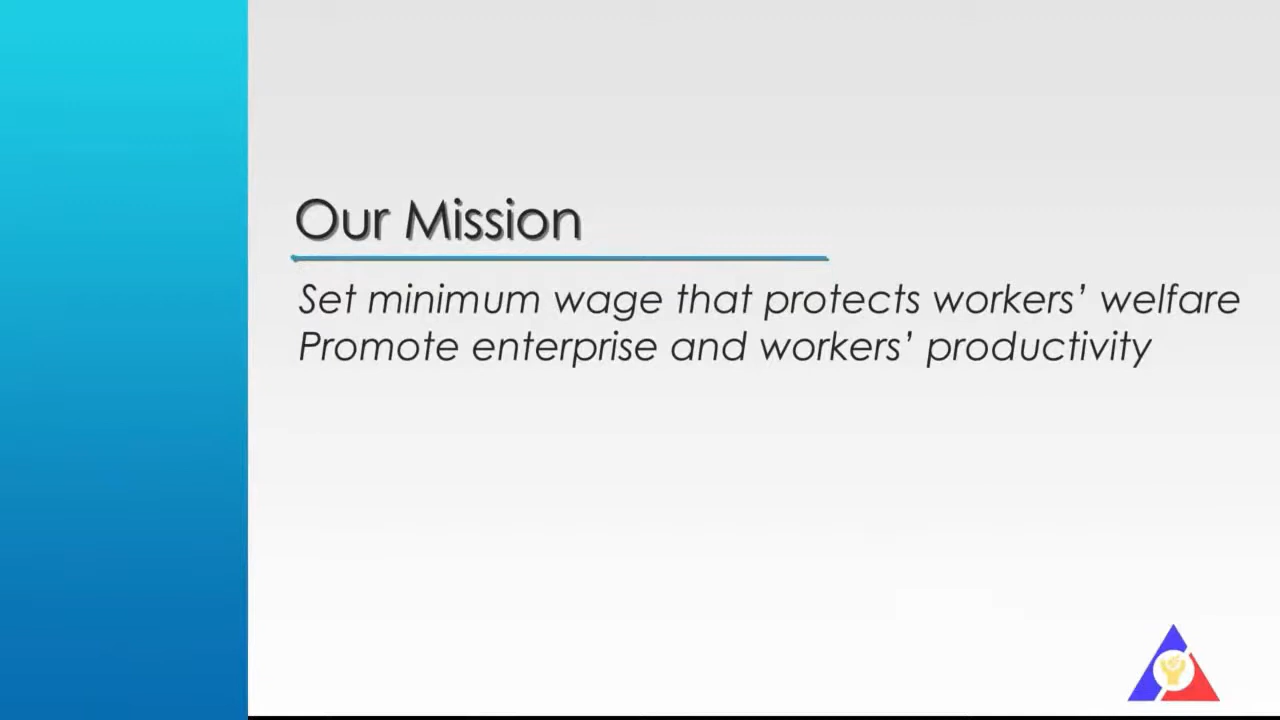 Our Mission
Set minimum wage that protects workers’ welfare
Promote enterprise and workers’ productivity